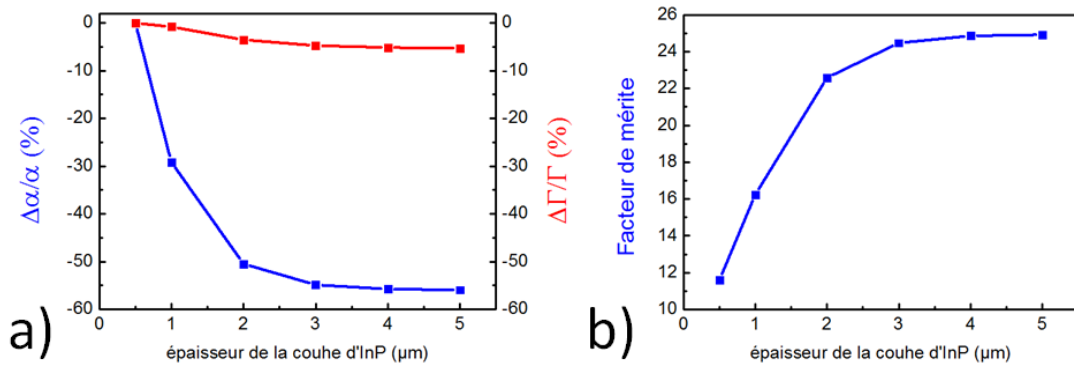 0
-10
-20
-30
-40
-50
-60
Δα/α (%)
0
-10
-20
-30
-40
-50
-60
ΔΓ/Γ (%)
0 1 2 3 4 5
épaisseur de la couhe d'InP (µm)
a)
26
24
22
20
18
16
14
12
10
Facteur de mérite
0 1 2 3 4 5
épaisseur de la couhe d'InP (µm)
b)